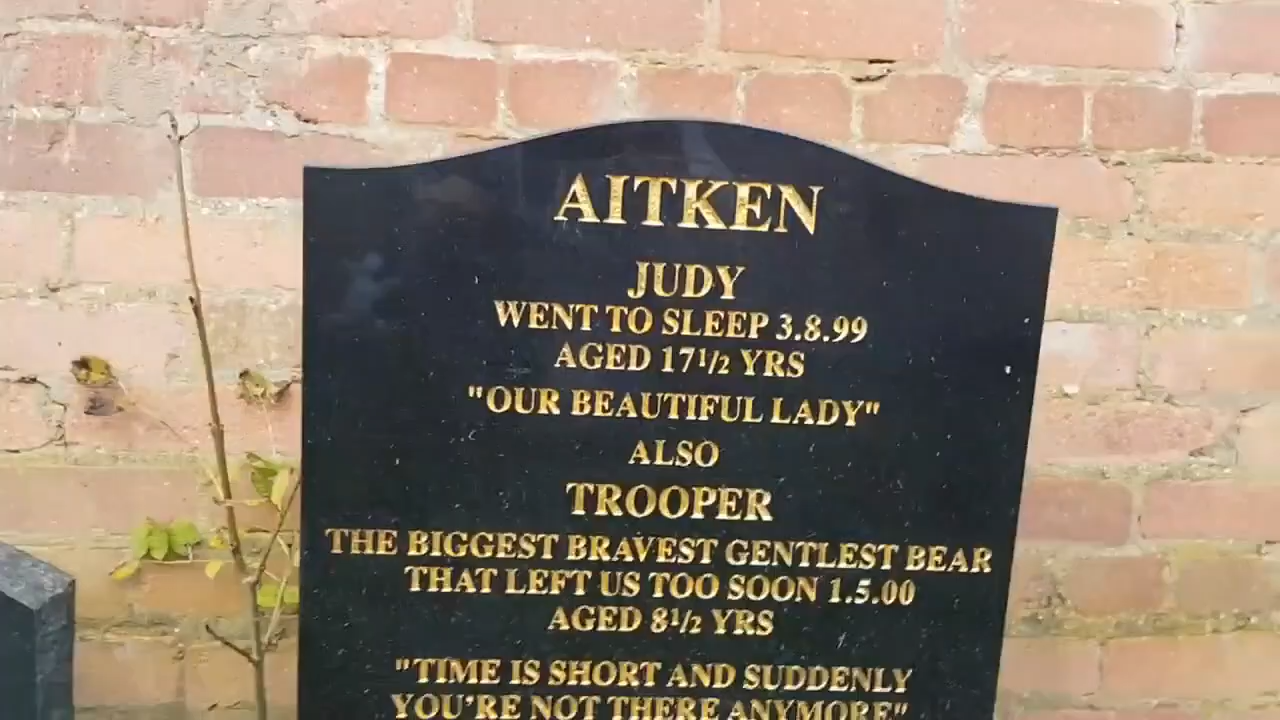 AITKEN
JUDY
WENT TO SLEEP 3.8.99
AGED 17½ YRS
"OUR BEAUTIFUL LADY"
ALSO
TROOPER
THE BIGGEST BRAVEST GENTLEST BEAR
THAT LEFT US TOO SOON 1.5.00
AGED 8½ YRS
"TIME IS SHORT AND SUDDENLY
YOU'RE NOT THERE ANYMORE"